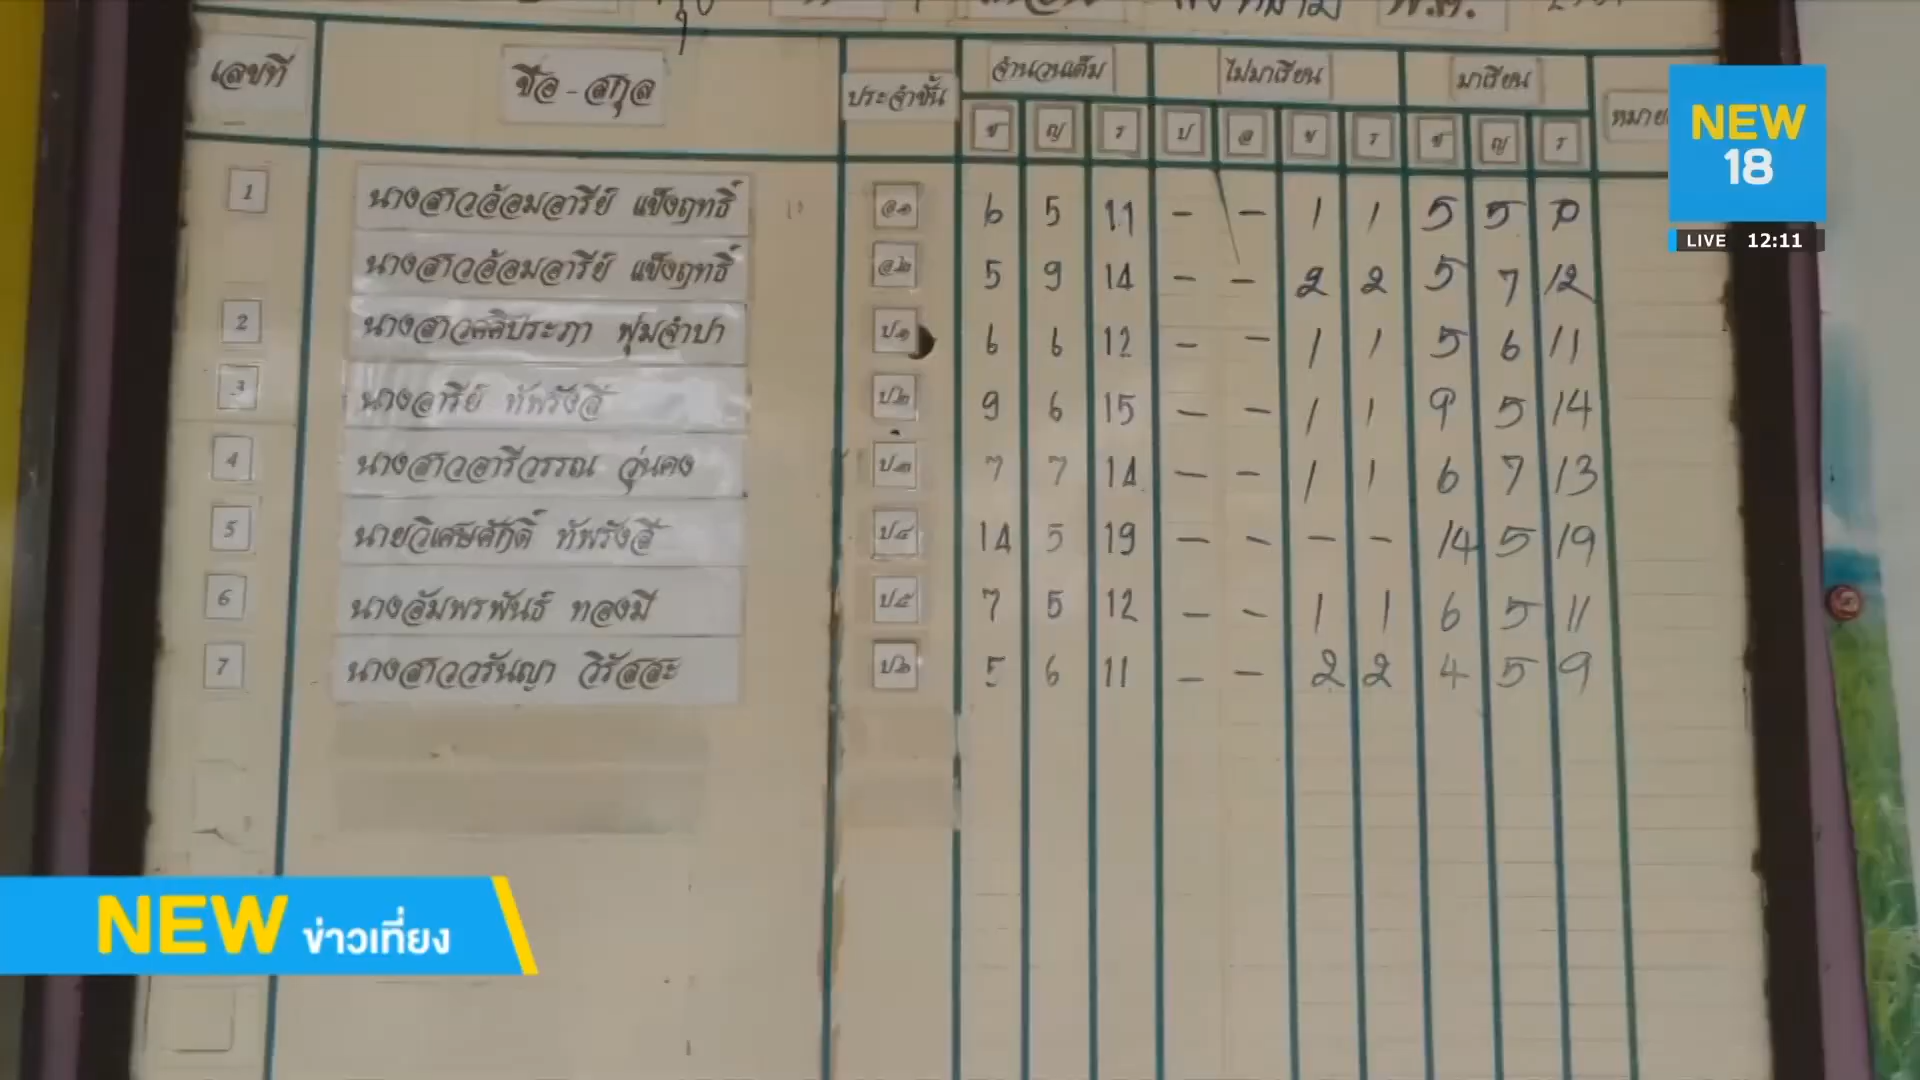 พ.ศ.
เลขที่ ชื่อ - สกุล ประจำชั้น จำนวนเต็ม ไม่มาเรียน มาเรียน
ช ญ ร ป ล ข ร ช ญ ร
1 นางสาวอ้อมอารีย์ แข็งฤทธิ์ อ๑ 6 5 11 - - 1 1 5 5
นางสาวอ้อมอารีย์ แข็งฤทธิ์ อ๒ 5 9 14 - - 2 2 5 7 12
2 นางสาวศศิประภา พุ่มจำปา ป๑ 6 6 12 - - 1 1 5 6 11
3 นางอารีย์ ทัพรังสี ป๒ 9 6 15 - - 1 1 9 5 14
4 นางสาวอารีวรรณ วุ่นคง ป๓ 7 7 14 - - 1 1 6 7 13
5 นายวิเศษศักดิ์ ทัพรังสี ป๔ 14 5 19 - - - - 14 5 19
6 นางอัมพรพันธ์ ทองมี ป๕ 7 5 12 - - 1 1 6 5 11
7 นางสาววรันญา วิรัสสะ ป๖ 5 6 11 - - 2 2 4 5 9
NEW
18
LIVE 12:11
NEW ข่าวเที่ยง